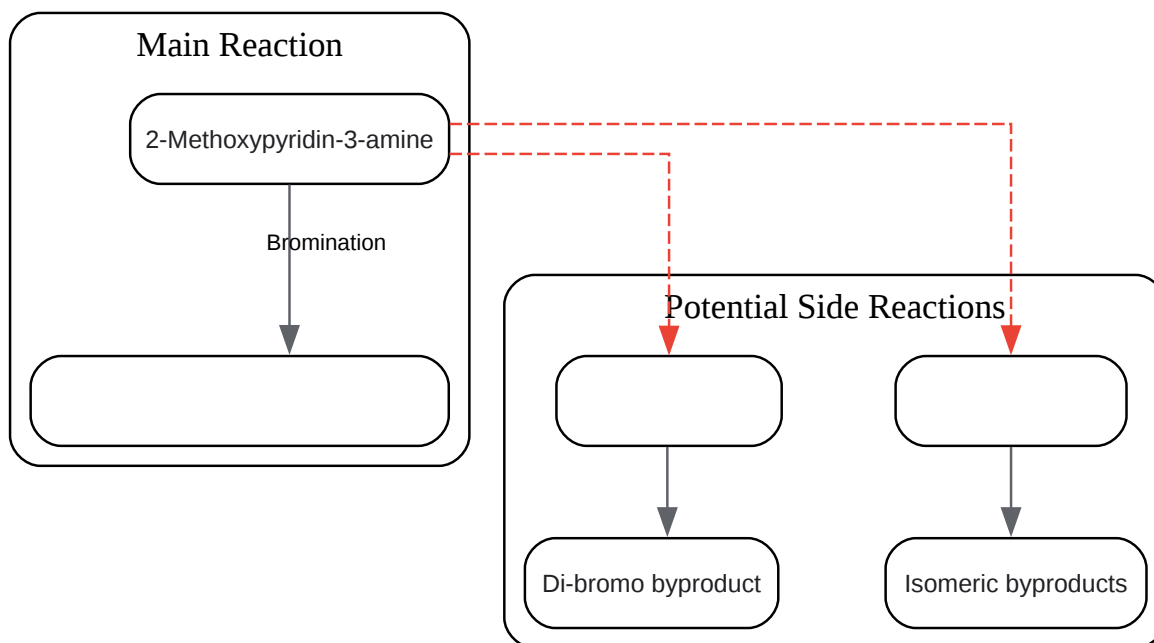 Main Reaction
2-Methoxypyridin-3-amine
Bromination
Potential Side Reactions
Di-bromo byproduct
Isomeric byproducts